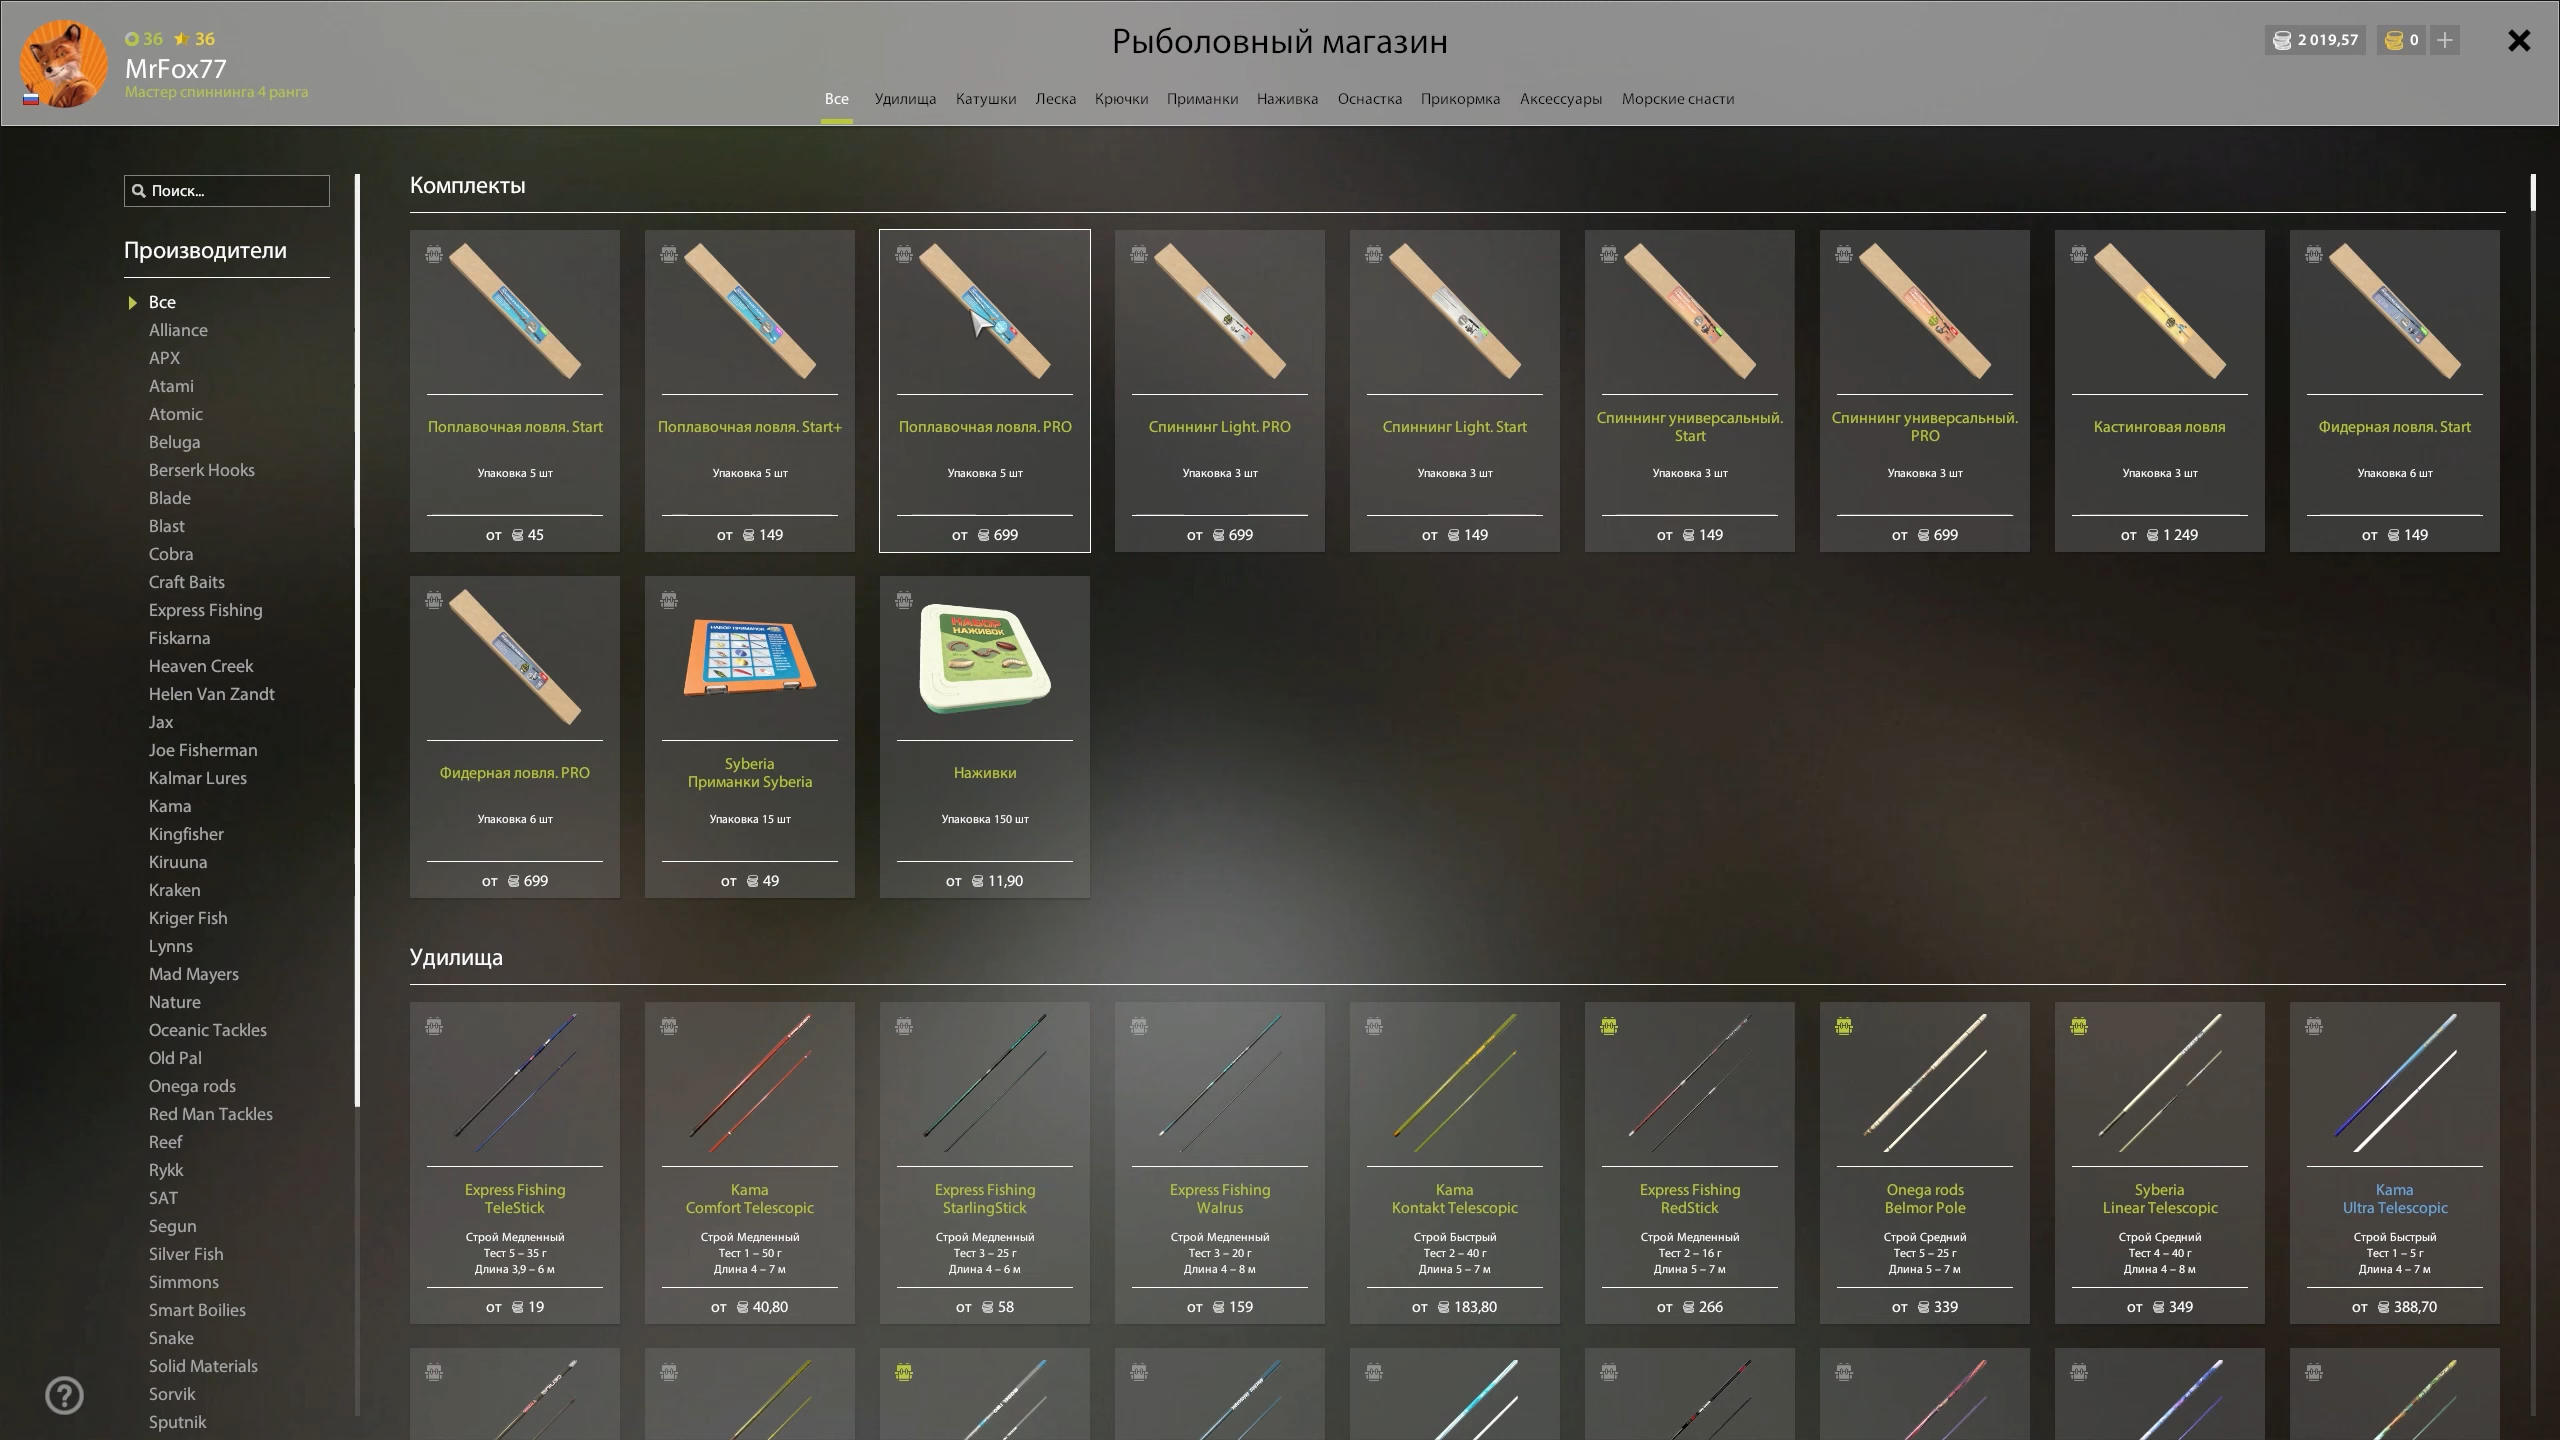 36 36
MrFox77
Мастер спиннинга 4 ранга
Рыболовный магазин
2 019,57 0
Все Удилища Катушки Леска Крючки Приманки Наживка Оснастка Прикормка Аксессуары Морские снасти
Поиск...
Производители
Все
Alliance
APX
Atami
Atomic
Beluga
Berserk Hooks
Blade
Blast
Cobra
Craft Baits
Express Fishing
Fiskarna
Heaven Creek
Helen Van Zandt
Jax
Joe Fisherman
Kalmar Lures
Kama
Kingfisher
Kiruuna
Kraken
Kriger Fish
Lynns
Mad Mayers
Nature
Oceanic Tackles
Old Pal
Onega rods
Red Man Tackles
Reef
Rykk
SAT
Segun
Silver Fish
Simmons
Smart Boilies
Snake
Solid Materials
Sorvik
Sputnik
Комплекты
Поплавочная ловля. Start
Упаковка 5 шт
от 45
Поплавочная ловля. Start+
Упаковка 5 шт
от 149
Поплавочная ловля. PRO
Упаковка 5 шт
от 699
Спиннинг Light. PRO
Упаковка 3 шт
от 699
Спиннинг Light. Start
Упаковка 3 шт
от 149
Спиннинг универсальный.
Start
Упаковка 3 шт
от 149
Спиннинг универсальный.
PRO
Упаковка 3 шт
от 699
Кастинговая ловля
Упаковка 3 шт
от 1 249
Фидерная ловля. Start
Упаковка 6 шт
от 149
Фидерная ловля. PRO
Упаковка 6 шт
от 699
НАБОР ПРИМАНОК
Syberia
Приманки Syberia
Упаковка 15 шт
от 49
НАБОР
НАЖИВОК
Наживки
Упаковка 150 шт
от 11,90
Удилища
Express Fishing
TeleStick
Строй Медленный
Тест 5 – 35 г
Длина 3,9 – 6 м
от 19
Kama
Comfort Telescopic
Строй Медленный
Тест 1 – 50 г
Длина 4 – 7 м
от 40,80
Express Fishing
StarlingStick
Строй Медленный
Тест 3 – 25 г
Длина 4 – 6 м
от 58
Express Fishing
Walrus
Строй Медленный
Тест 3 – 20 г
Длина 4 – 8 м
от 159
Kama
Kontakt Telescopic
Строй Быстрый
Тест 2 – 40 г
Длина 5 – 7 м
от 183,80
Express Fishing
RedStick
Строй Медленный
Тест 2 – 16 г
Длина 5 – 7 м
от 266
Onega rods
Belmor Pole
Строй Средний
Тест 5 – 25 г
Длина 5 – 7 м
от 339
Syberia
Linear Telescopic
Строй Средний
Тест 4 – 40 г
Длина 4 – 8 м
от 349
Kama
Ultra Telescopic
Строй Быстрый
Тест 1 – 5 г
Длина 4 – 7 м
от 388,70